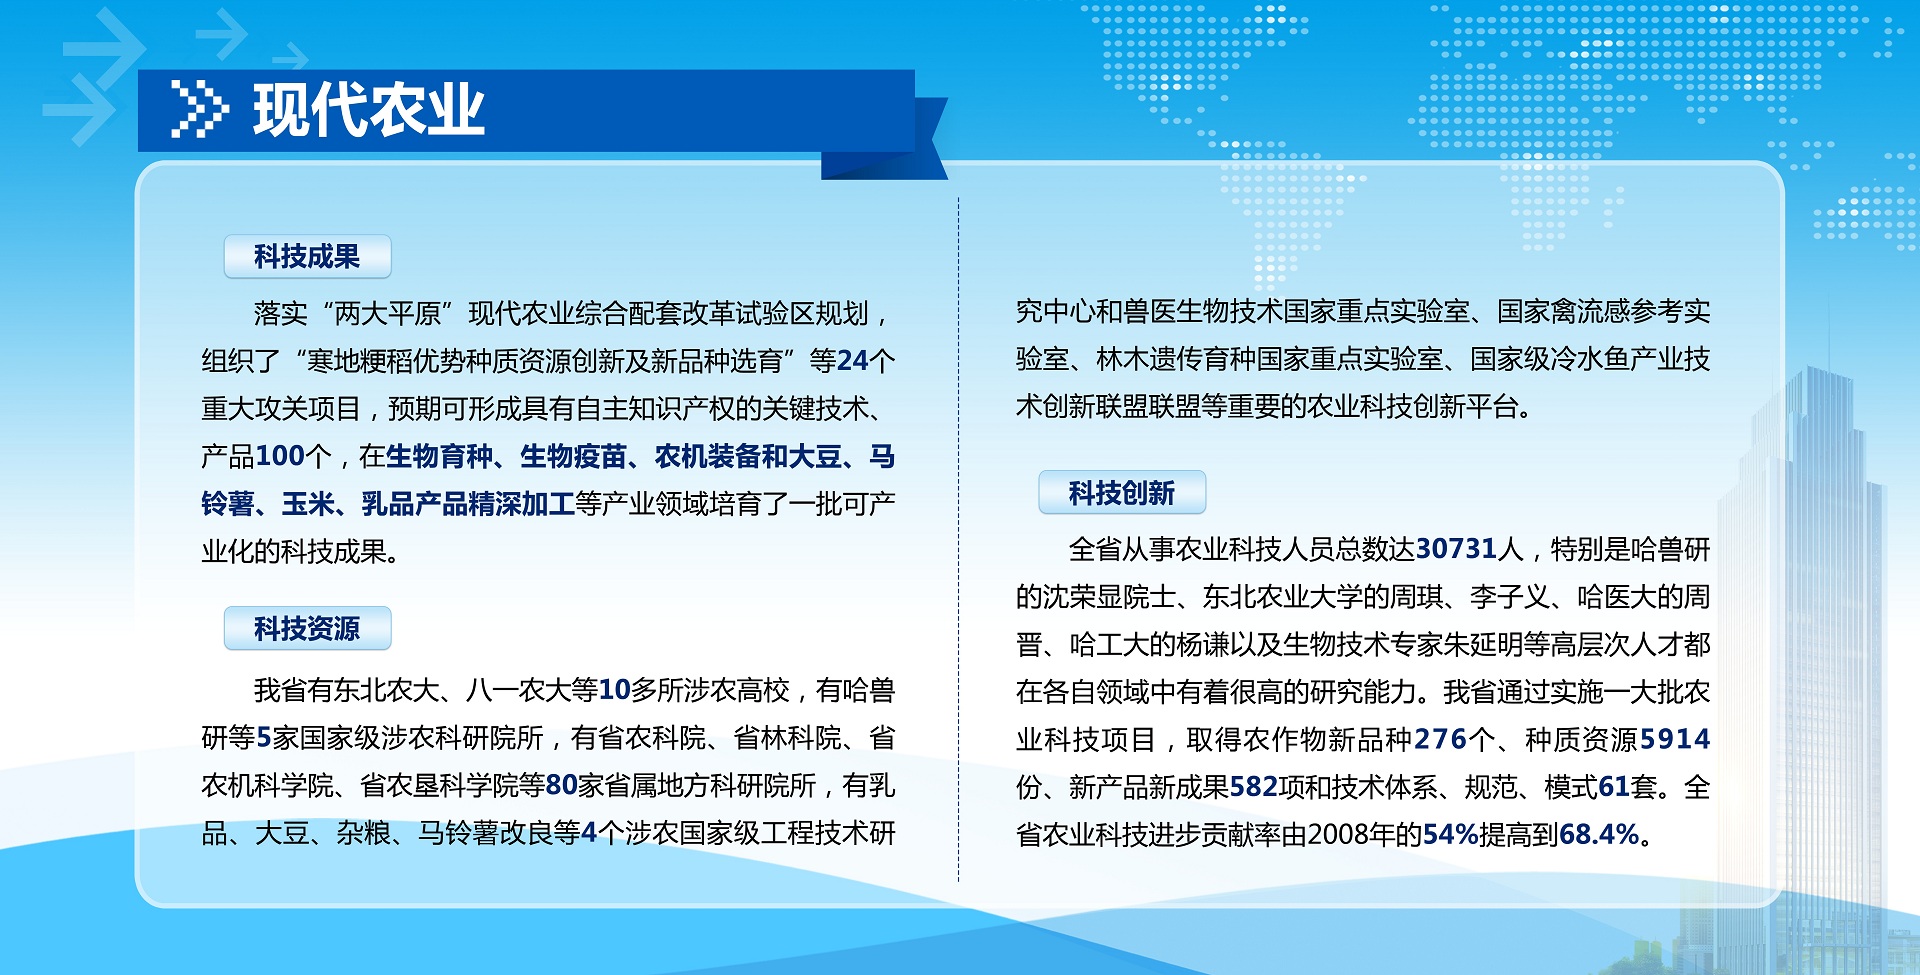 现代农业
科技成果
落实“两大平原”现代农业综合配套改革试验区规划，
组织了“寒地粳稻优势种质资源创新及新品种选育”等24个
重大攻关项目，预期可形成具有自主知识产权的关键技术、
产品100个，在生物育种、生物疫苗、农机装备和大豆、马
铃薯、玉米、乳品产品精深加工等产业领域培育了一批可产
业化的科技成果。
科技资源
我省有东北农大、八一农大等10多所涉农高校，有哈兽
研等5家国家级涉农科研院所，有省农科院、省林科院、省
农机科学院、省农垦科学院等80家省属地方科研院所，有乳
品、大豆、杂粮、马铃薯改良等4个涉农国家级工程技术研
究中心和兽医生物技术国家重点实验室、国家禽流感参考实
验室、林木遗传育种国家重点实验室、国家级冷水鱼产业技
术创新联盟联盟等重要的农业科技创新平台。
科技创新
全省从事农业科技人员总数达30731人，特别是哈兽研
的沈荣显院士、东北农业大学的周琪、李子义、哈医大的周
晋、哈工大的杨谦以及生物技术专家朱延明等高层次人才都
在各自领域中有着很高的研究能力。我省通过实施一大批农
业科技项目，取得农作物新品种276个、种质资源5914
份、新产品新成果582项和技术体系、规范、模式61套。全
省农业科技进步贡献率由2008年的54%提高到68.4%。